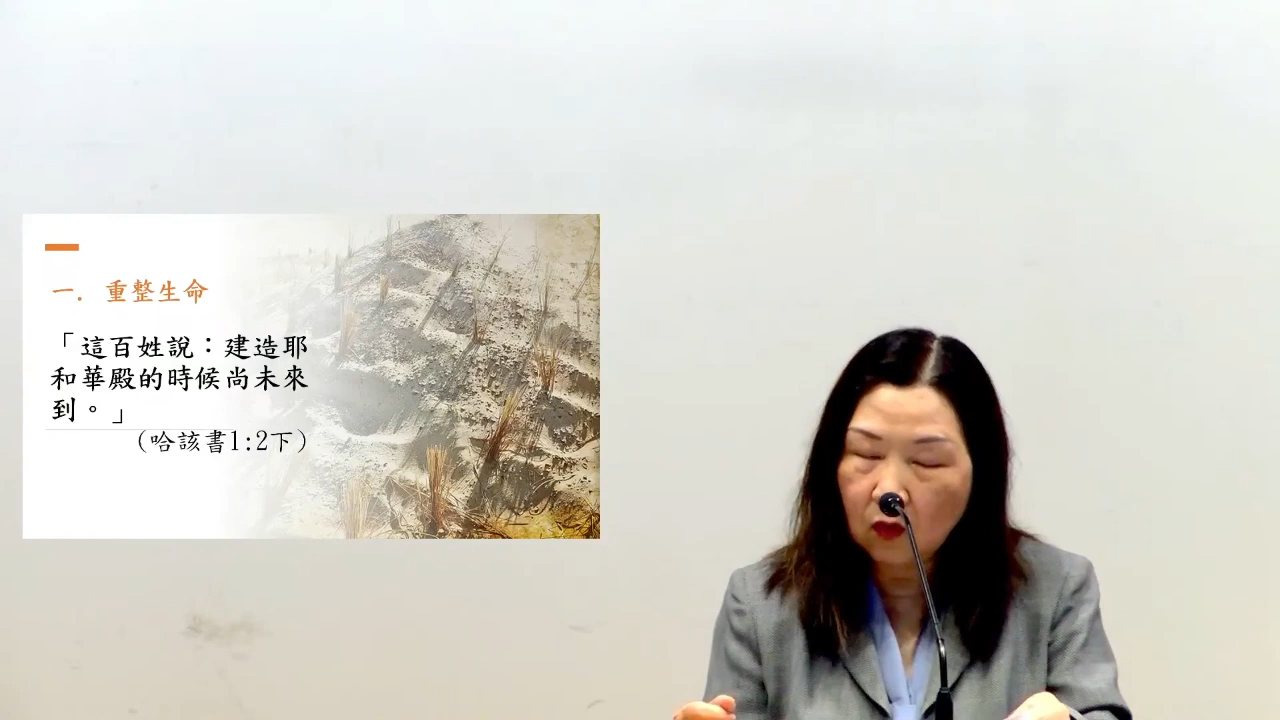 一. 重整生命
「這百姓說：建造耶
和華殿的時候尚未來
到。」
(哈該書1:2下)